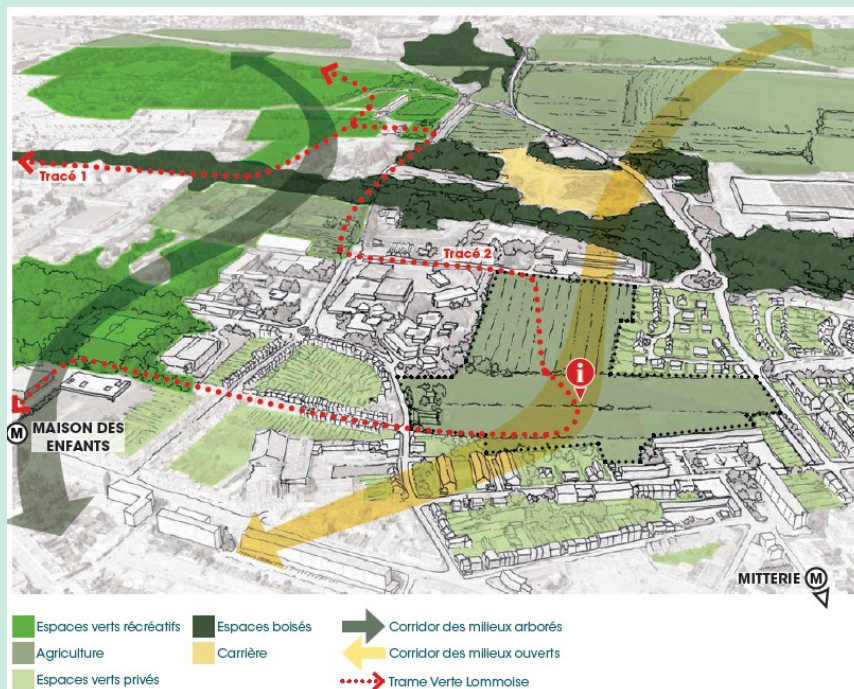 Tracé 1
Tracé 2
i
M MAISON DES
ENFANTS
MITTERIE M
Espaces verts récréatifs
Agriculture
Espaces verts privés
Espaces boisés
Carrière
Corridor des milieux arborés
Corridor des milieux ouverts
Trame Verte Lommoise